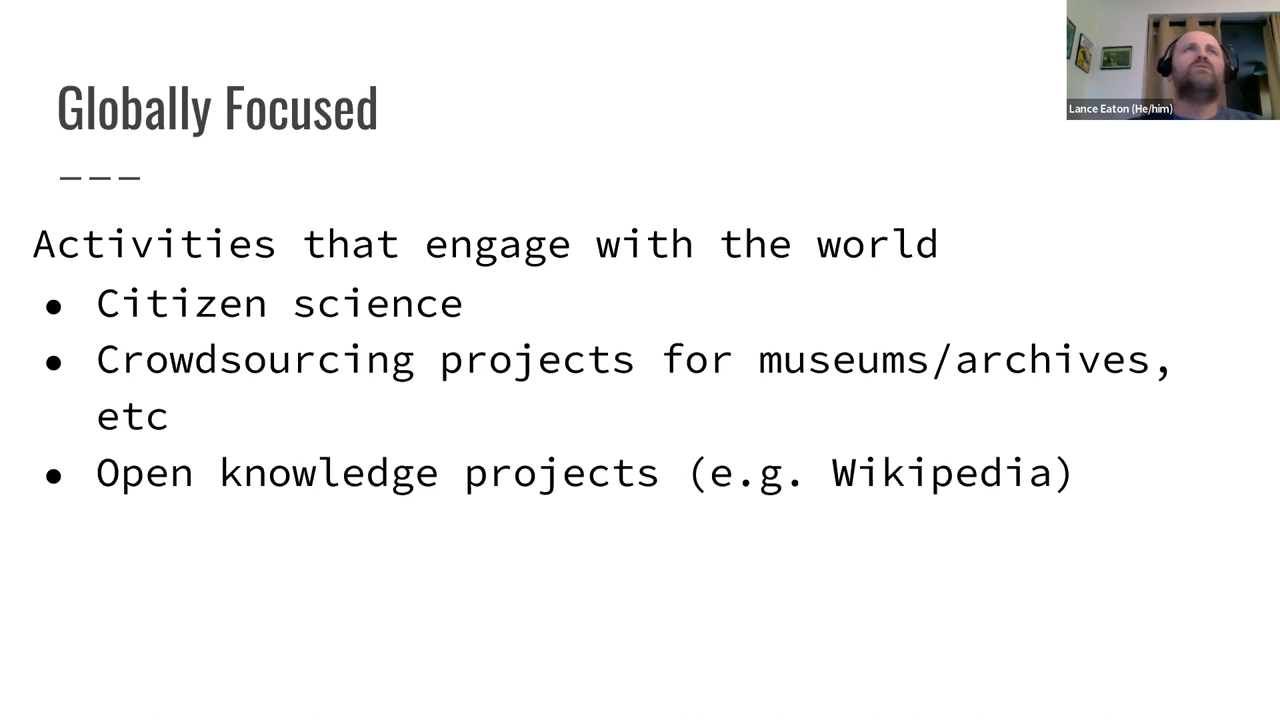 Lance Eaton (He/him)
Globally Focused
Activities that engage with the world
● Citizen science
● Crowdsourcing projects for museums/archives,
etc
● Open knowledge projects (e.g. Wikipedia)